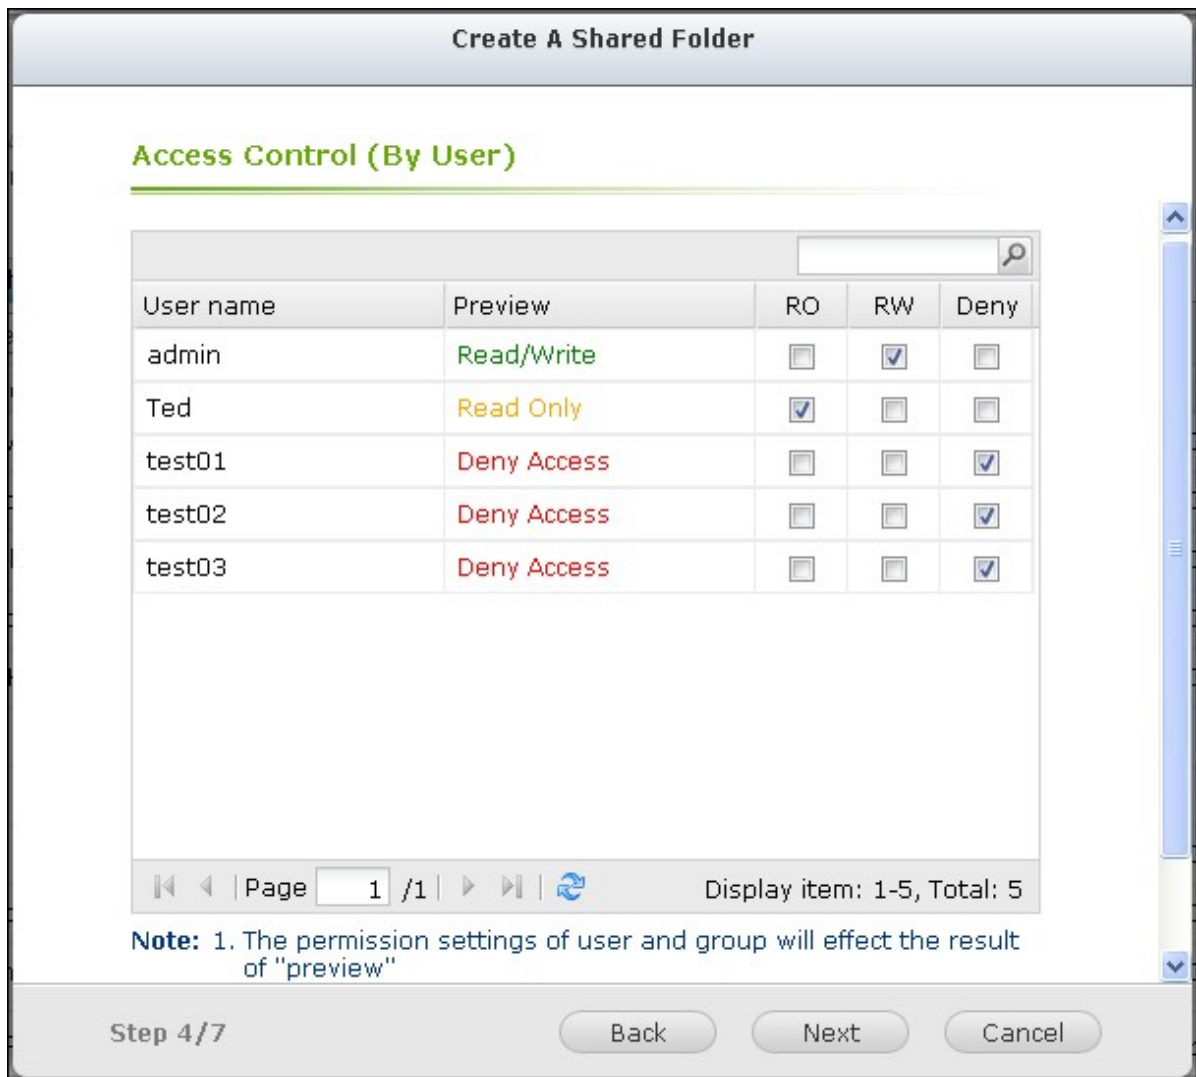 Create A Shared Folder
Access Control (By User)
User name Preview RO RW Deny
admin Read/Write
Ted Read Only
test01 Deny Access
test02 Deny Access
test03 Deny Access
Page 1 /1 Display item: 1-5, Total: 5
Note: 1. The permission settings of user and group will effect the result
of "preview"
Step 4/7 Back Next Cancel